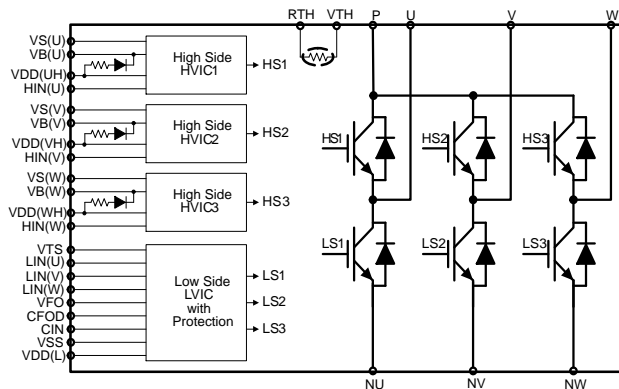 RTH VTH P U V W
VS(U)
VB(U)
VDD(UH)
HIN(U)
High Side
HVIC1
HS1
VS(V)
VB(V)
VDD(VH)
HIN(V)
High Side
HVIC2
HS2
VS(W)
VB(W)
VDD(WH)
HIN(W)
High Side
HVIC3
HS3
VTS
LIN(U)
LIN(V)
LIN(W)
VFO
CFOD
CIN
VSS
VDD(L)
Low Side
LVIC
with
Protection
LS1
LS2
LS3
HS1 HS2 HS3
LS1 LS2 LS3
NU NV NW